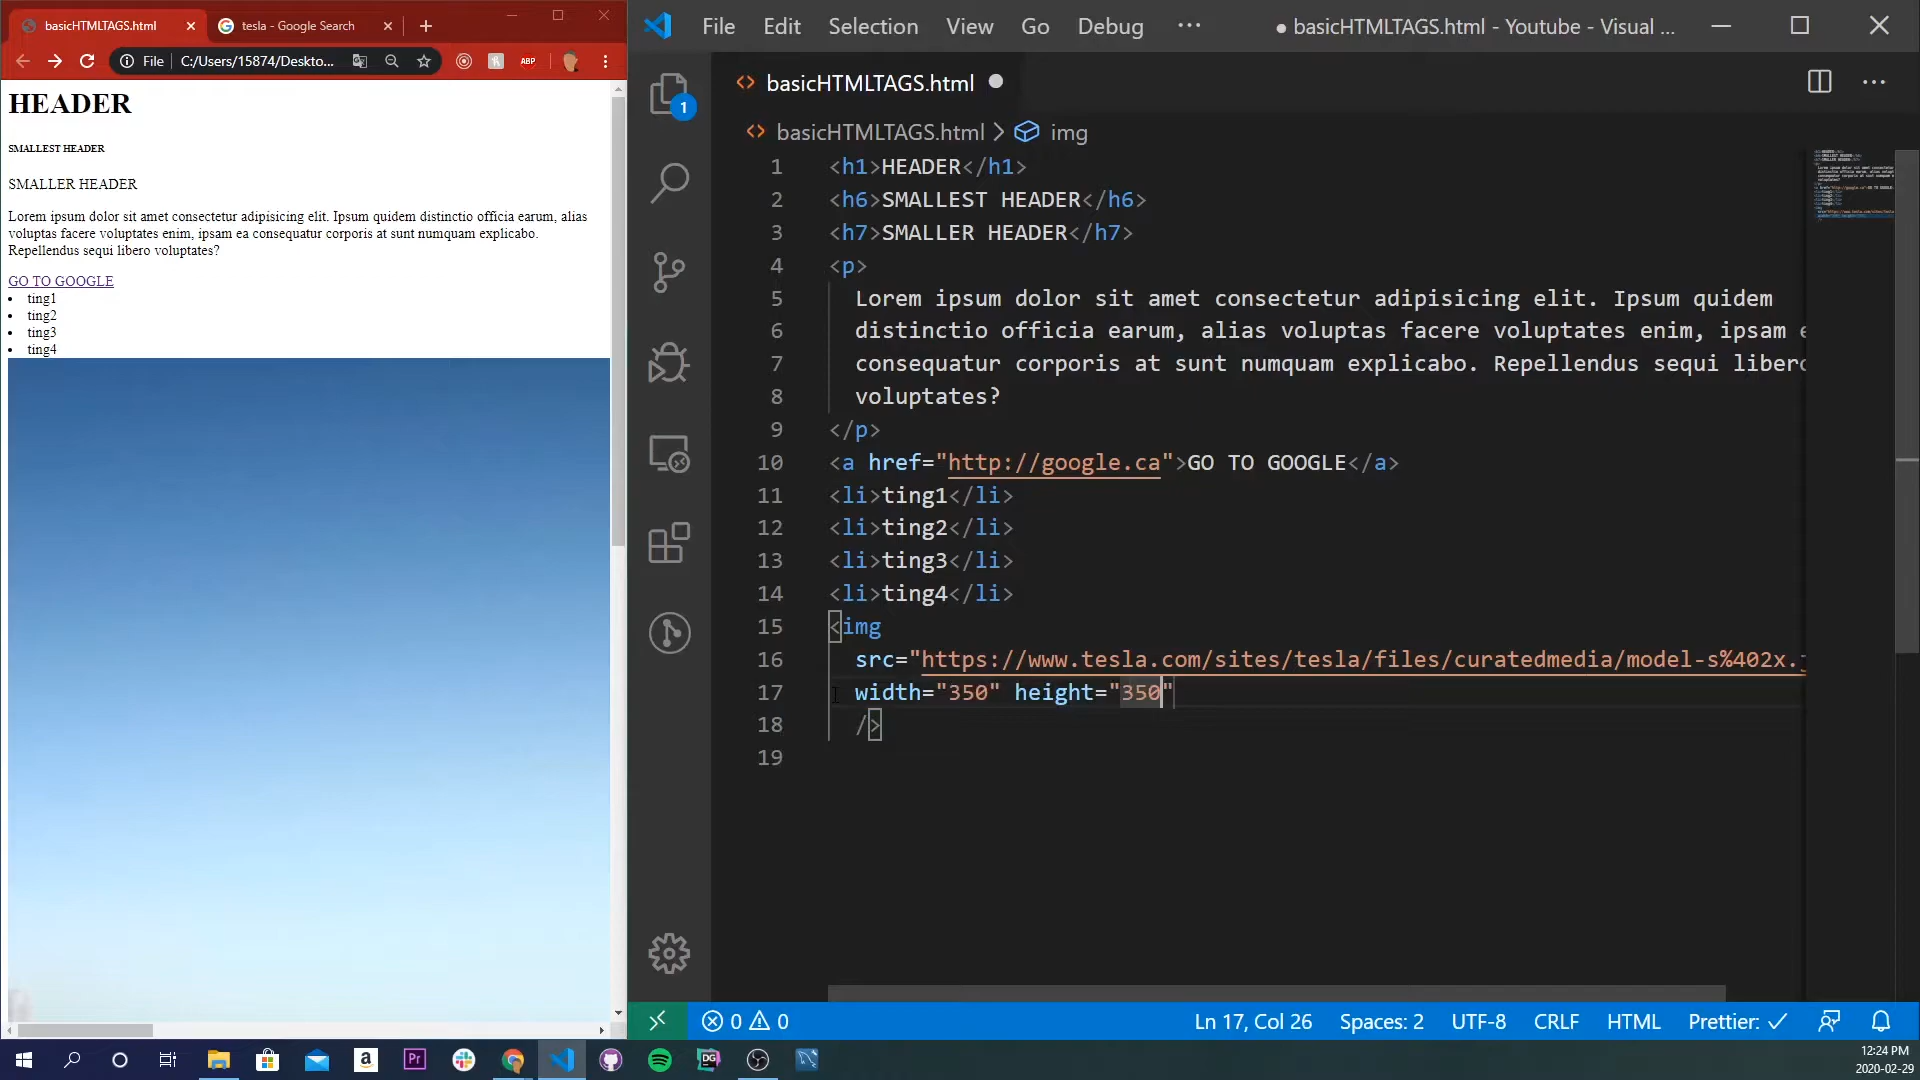 basicHTMLTAGS.html
tesla - Google Search
File C:/Users/15874/Deskto...
ABP
HEADER
SMALLEST HEADER
SMALLER HEADER
Lorem ipsum dolor sit amet consectetur adipisicing elit. Ipsum quidem distinctio officia earum, alias
voluptas facere voluptates enim, ipsam ea consequatur corporis at sunt numquam explicabo.
Repellendus sequi libero voluptates?
GO TO GOOGLE
ting1
ting2
ting3
ting4
File Edit Selection View Go Debug ··· ● basicHTMLTAGS.html - Youtube - Visual ...
1
basicHTMLTAGS.html
basicHTMLTAGS.html > img
1 <h1>HEADER</h1>
2 <h6>SMALLEST HEADER</h6>
3 <h7>SMALLER HEADER</h7>
4 <p>
5 Lorem ipsum dolor sit amet consectetur adipisicing elit. Ipsum quidem
6 distinctio officia earum, alias voluptas facere voluptates enim, ipsam e
7 consequatur corporis at sunt numquam explicabo. Repellendus sequi liberc
8 voluptates?
9 </p>
10 <a href="http://google.ca">GO TO GOOGLE</a>
11 <li>ting1</li>
12 <li>ting2</li>
13 <li>ting3</li>
14 <li>ting4</li>
15 <img
16 src="https://www.tesla.com/sites/tesla/files/curatedmedia/model-s%402x.
17 width="350" height="350"
18 />
19
0 0 Ln 17, Col 26 Spaces: 2 UTF-8 CRLF HTML Prettier: ✓
a Pr DG
12:24 PM
2020-02-29